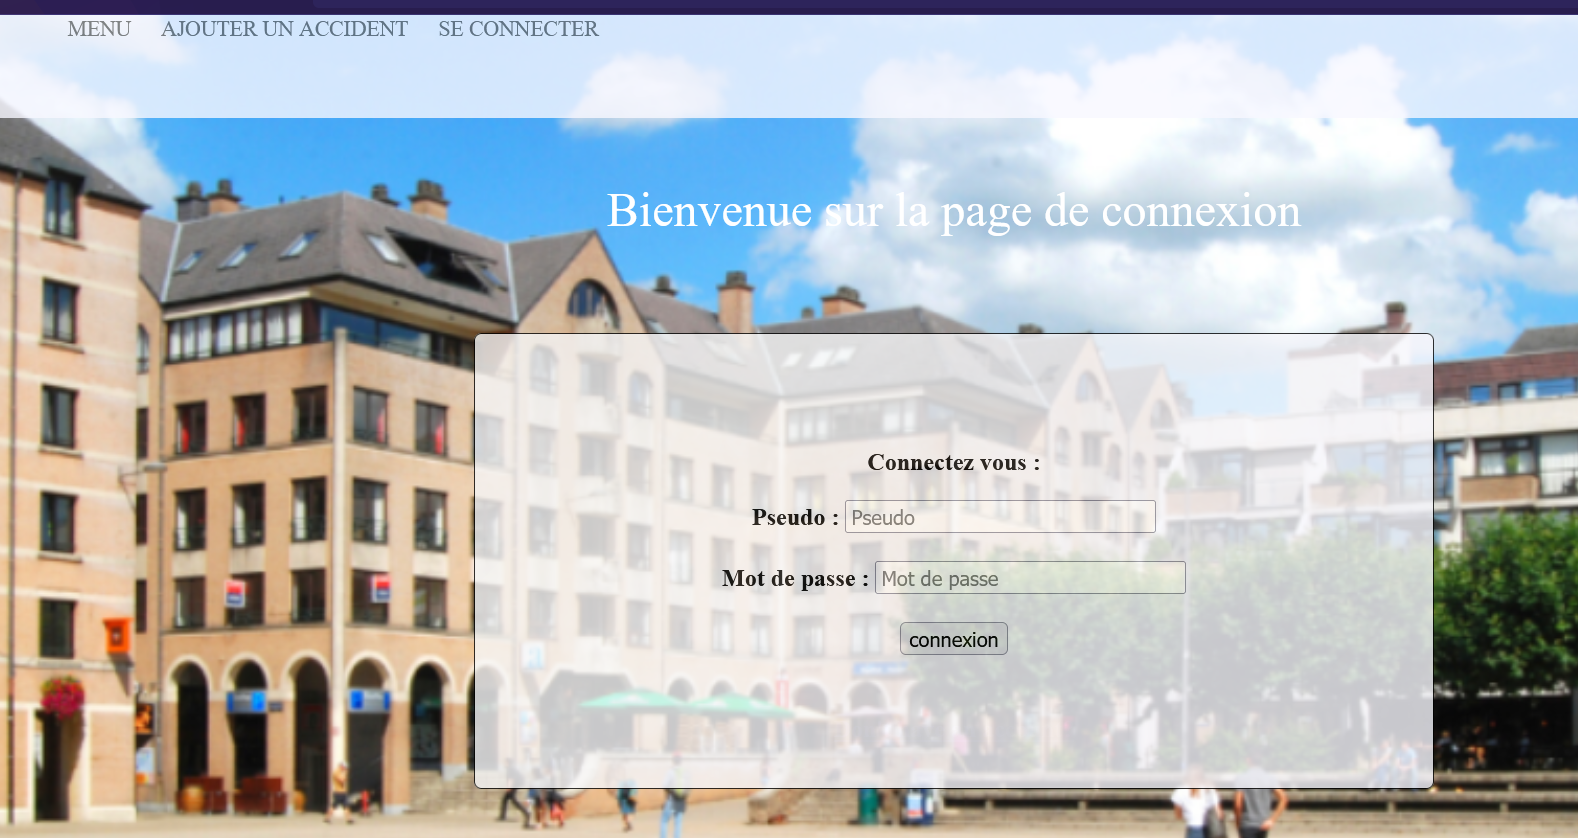 MENU AJOUTER UN ACCIDENT SE CONNECTER
Bienvenue sur la page de connexion
Connectez vous :
Pseudo : Pseudo
Mot de passe : Mot de passe
connexion